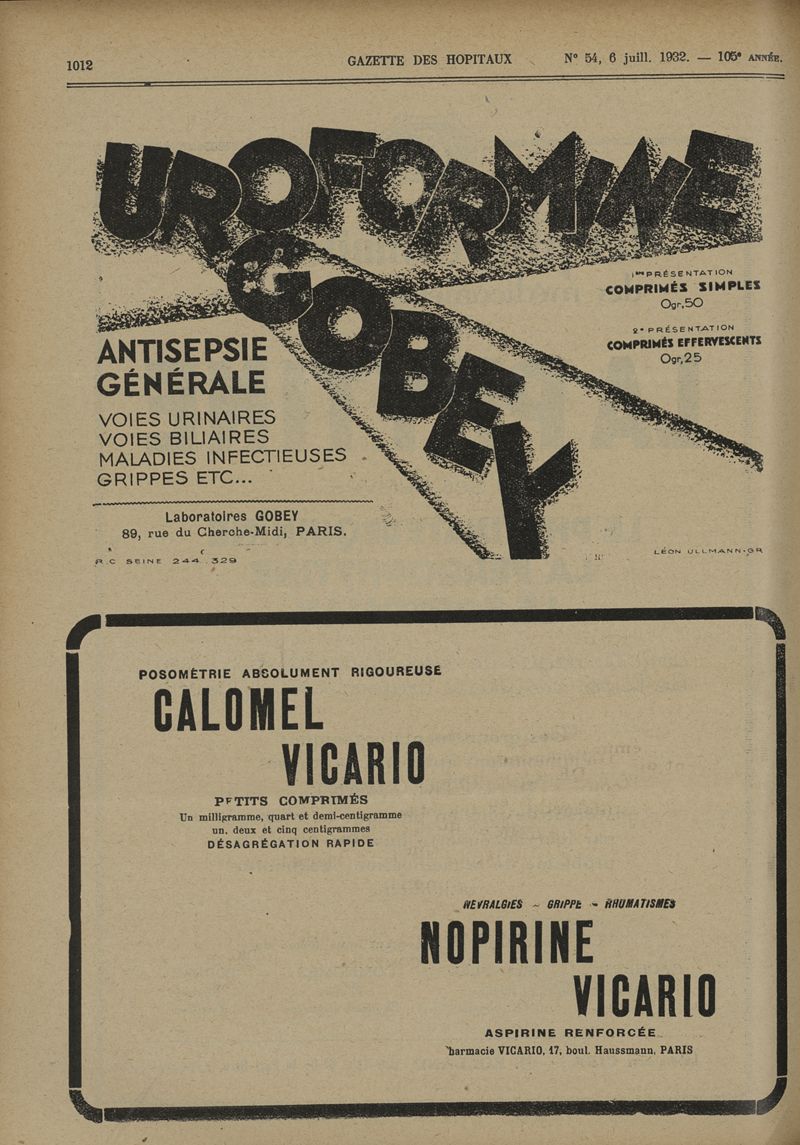 1012
GAZETTE DES HOPITAUX
N° 54, 6 juill. 1932. — 105e ANNÉE.
UROFORMINE
GOBEY
1ère PRÉSENTATION
COMPRIMÉS SIMPLES
0gr,50
2e PRÉSENTATION
COMPRIMÉS EFFERVESCENTS
0gr,25
ANTISEPSIE
GÉNÉRALE
VOIES URINAIRES
VOIES BILIAIRES
MALADIES INFECTIEUSES
GRIPPES ETC...
Laboratoires GOBEY
89, rue du Cherche-Midi, PARIS.
R.C SEINE 244.329
LÉON ULLMANN-GR
POSOMÉTRIE ABSOLUMENT RIGOUREUSE
CALOMEL
VICARIO
PETITS COMPRIMÉS
Un milligramme, quart et demi-centigramme
un. deux et cinq centigrammes
DÉSAGRÉGATION RAPIDE
NÉVRALGIES - GRIPPE - RHUMATISMES
NOPIRINE
VICARIO
ASPIRINE RENFORCÉE
harmacie VICARIO, 17, boul. Haussmann, PARIS